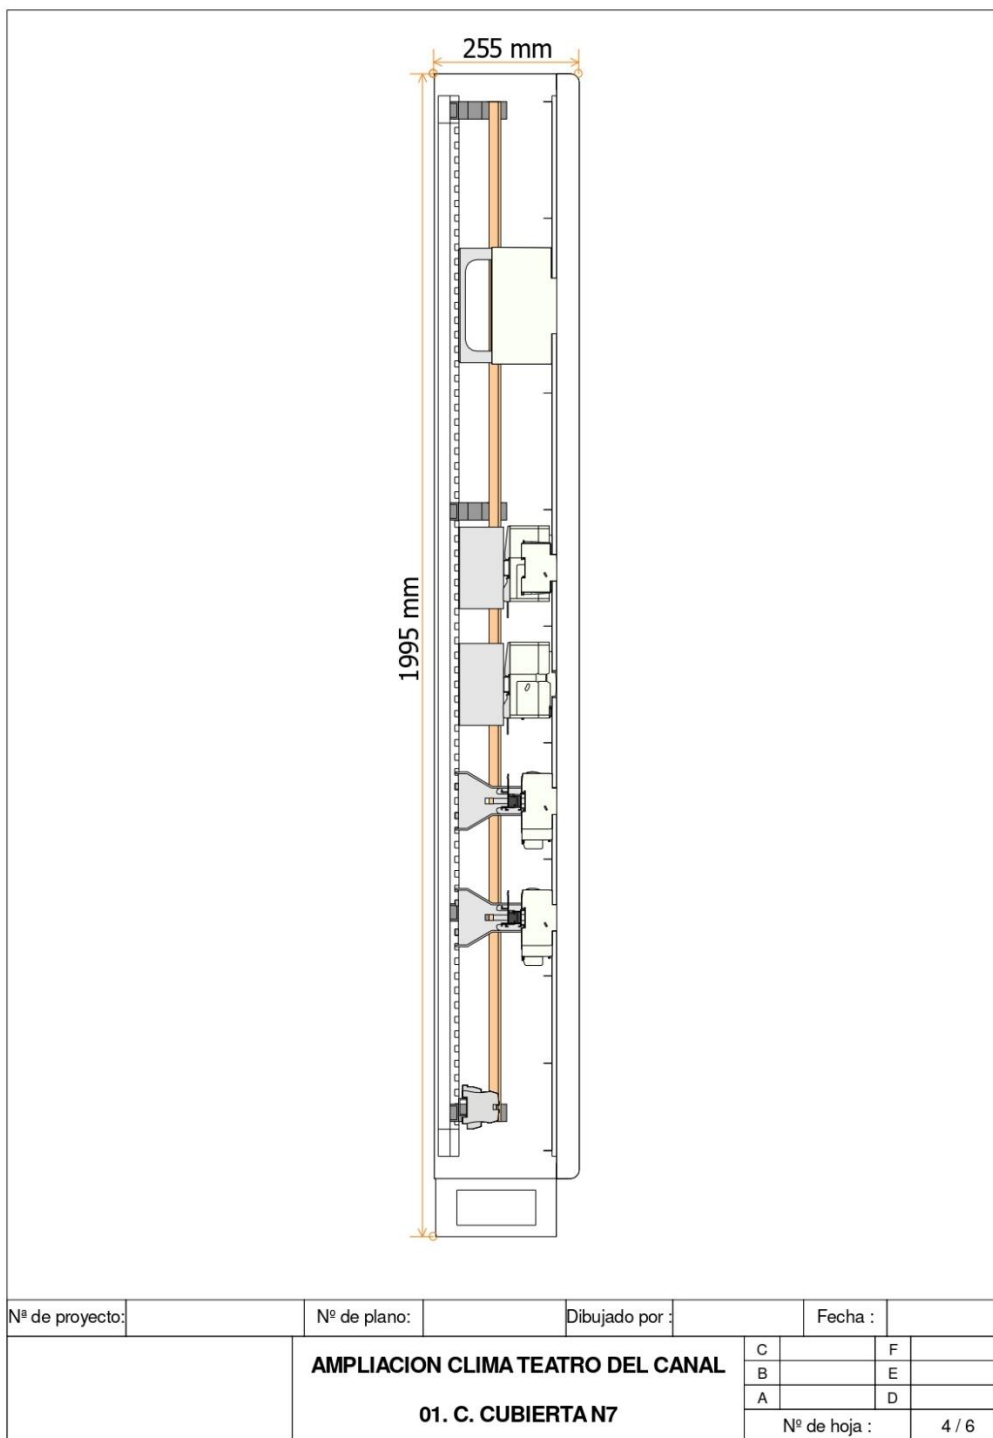 255 mm
1995 mm
Nª de proyecto:
Nº de plano:
Dibujado por :
Fecha :
AMPLIACION CLIMA TEATRO DEL CANAL
01. C. CUBIERTA N7
C
F
B
E
A
D
Nº de hoja :
4 / 6